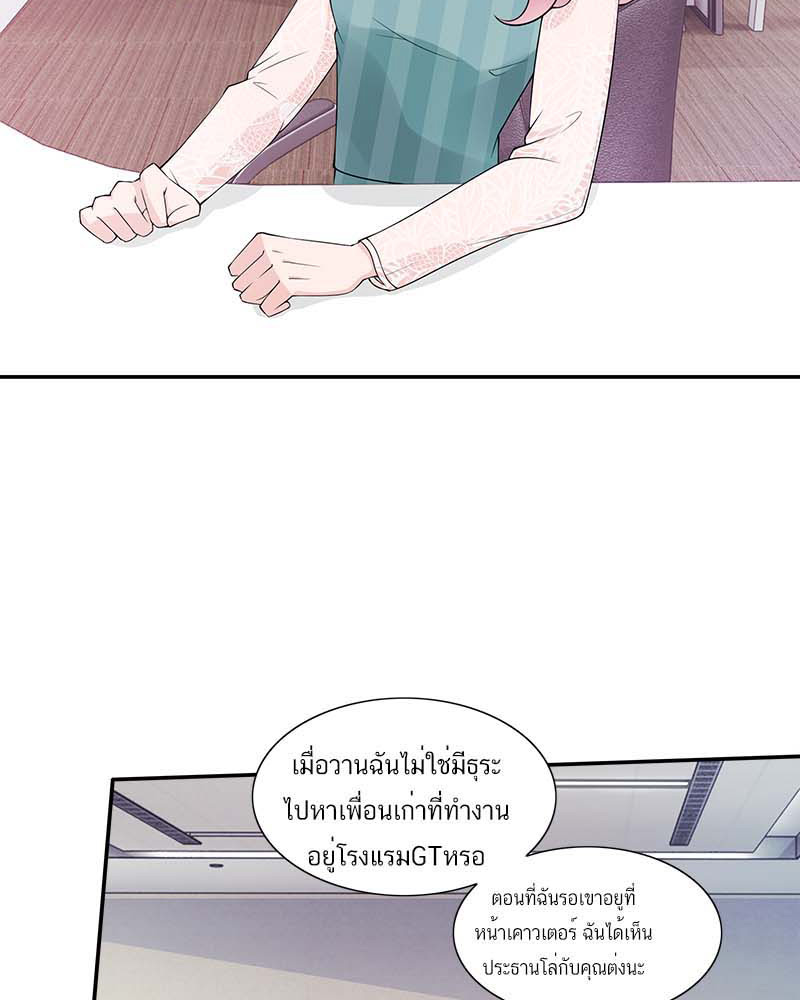 เมื่อวานฉันไม่ใช่มีธุระ
ไปหาเพื่อนเก่าที่ทำงาน
อยู่โรงแรมGTหรอ
ตอนที่ฉันรอเขาอยู่ที่
หน้าเคาวเตอร์ ฉันได้เห็น
ประธานโล่กับคุณต่งนะ